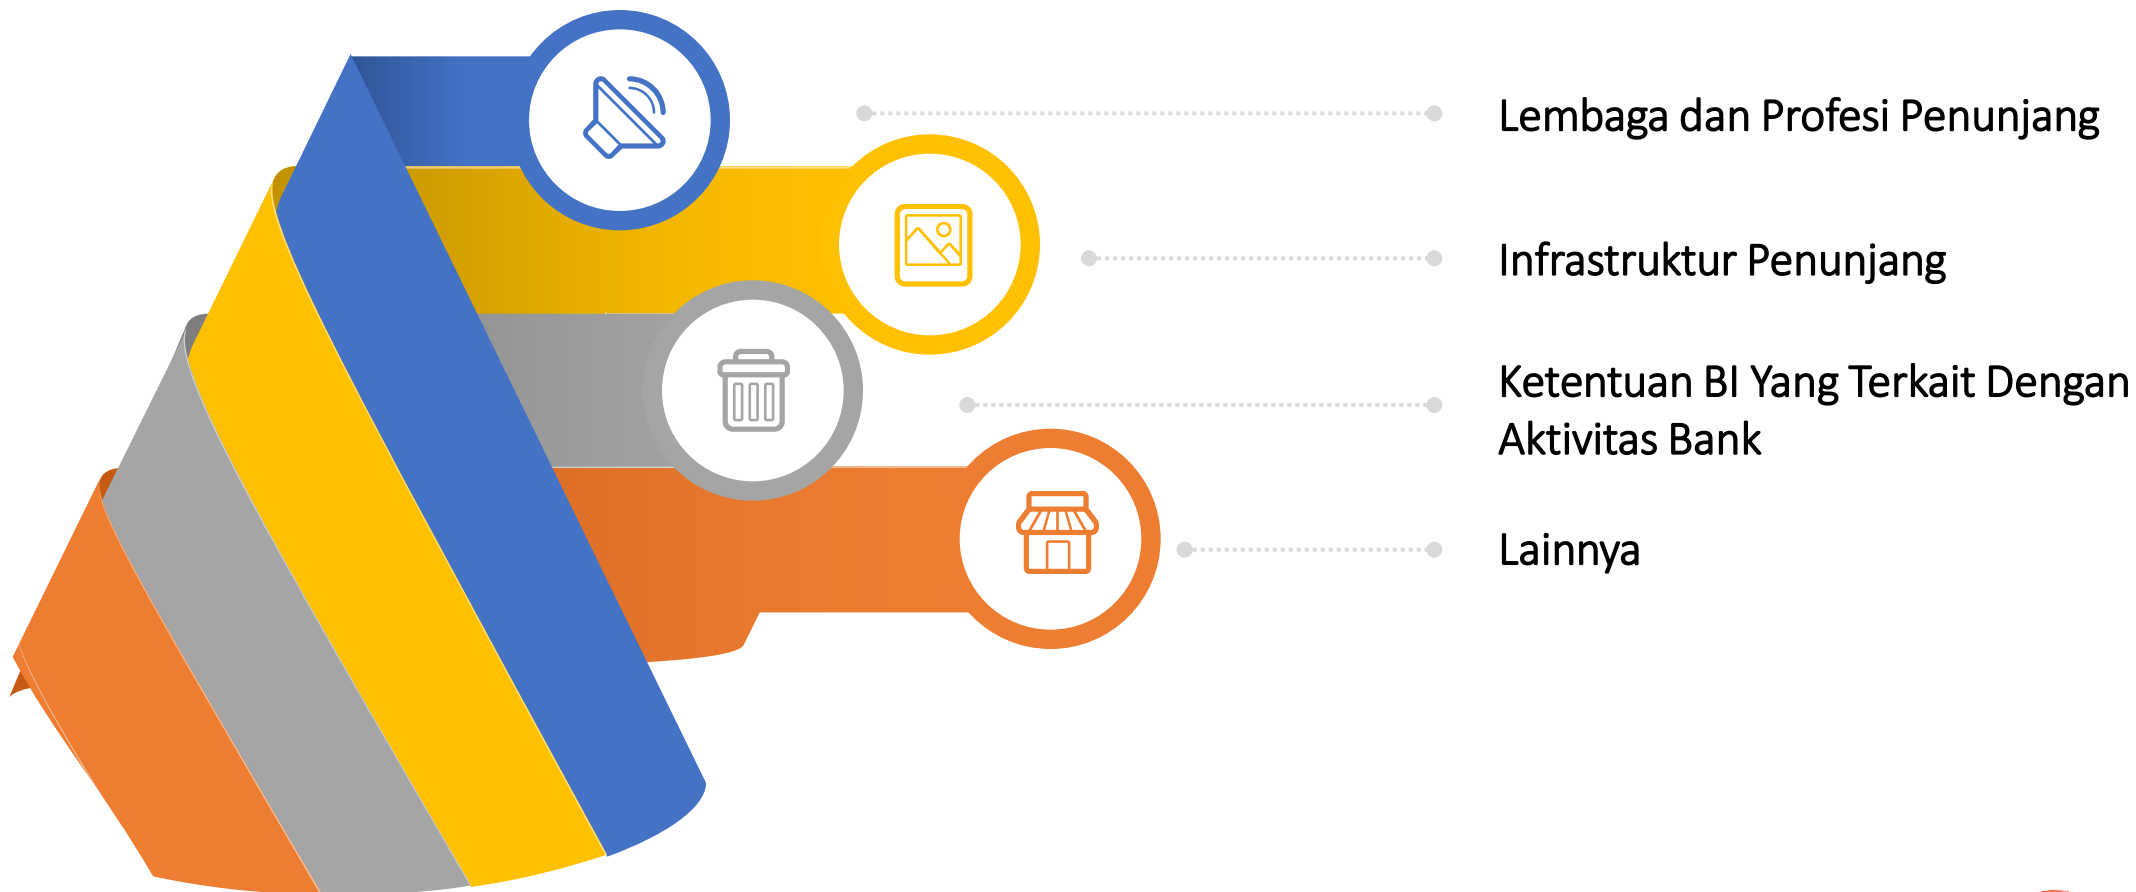 Lembaga dan Profesi Penunjang
Infrastruktur Penunjang
Ketentuan BI Yang Terkait Dengan
Aktivitas Bank
Lainnya